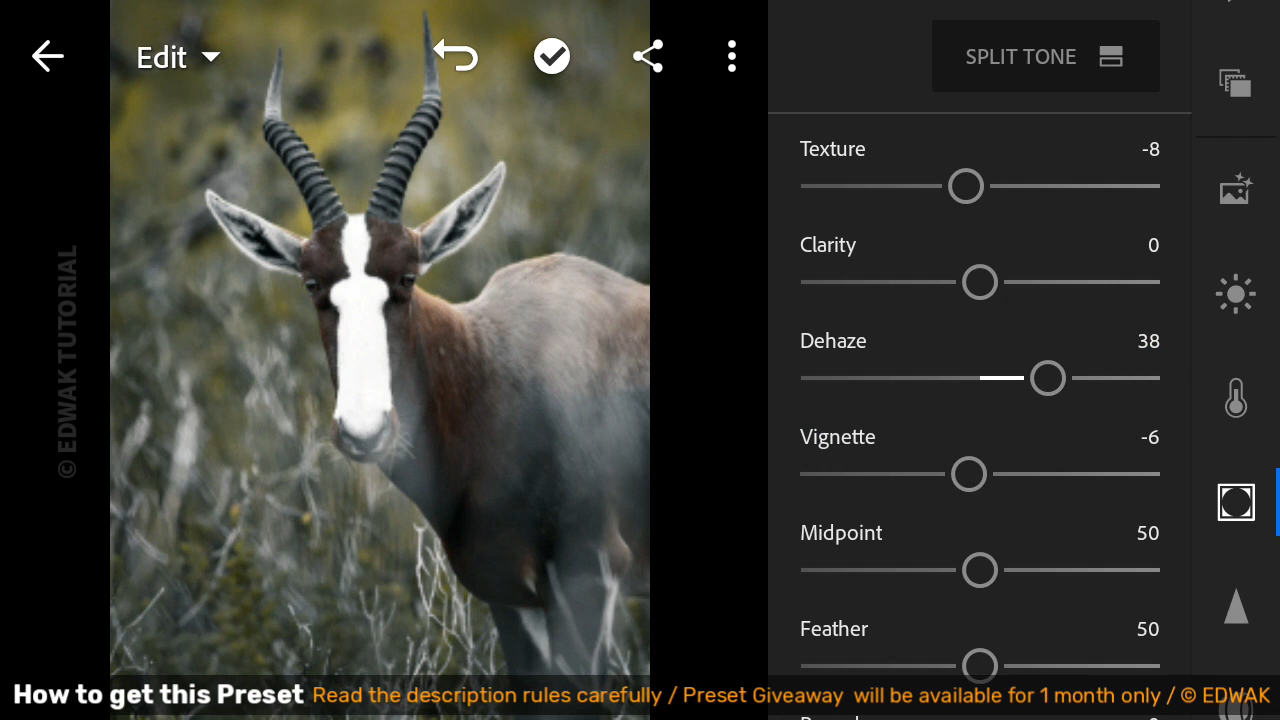 Edit
SPLIT TONE
Texture -8
Clarity 0
Dehaze 38
Vignette -6
Midpoint 50
Feather 50
© EDWAK TUTORIAL
How to get this Preset Read the description rules carefully / Preset Giveaway will be available for 1 month only / © EDWAK